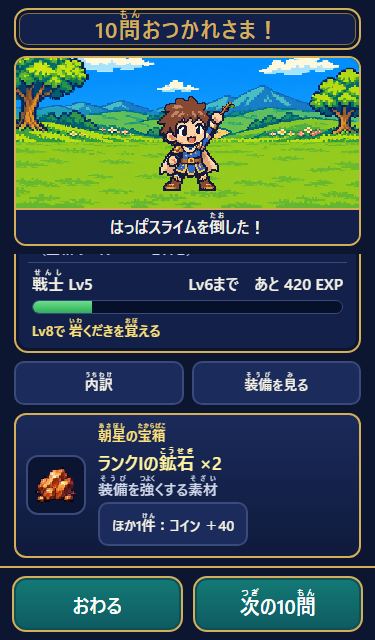 10問おつかれさま！
はっぱスライムを倒した！
戦士 Lv5
Lv6まで あと 420 EXP
Lv8で 岩くだきを覚える
内訳
装備を見る
朝星の宝箱
ランクIの鉱石 ×2
装備を強くする素材
ほか1件：コイン ＋40
おわる
次の10問